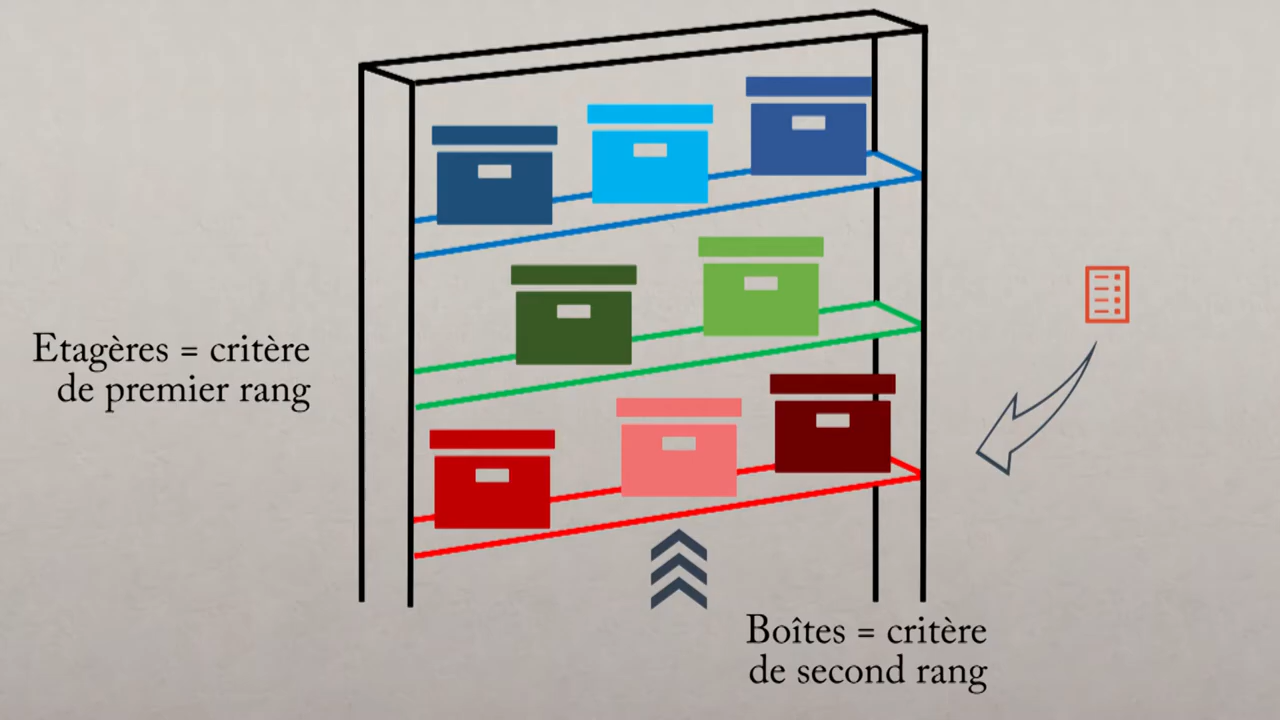 Etagères = critère
de premier rang
Boîtes = critère
de second rang